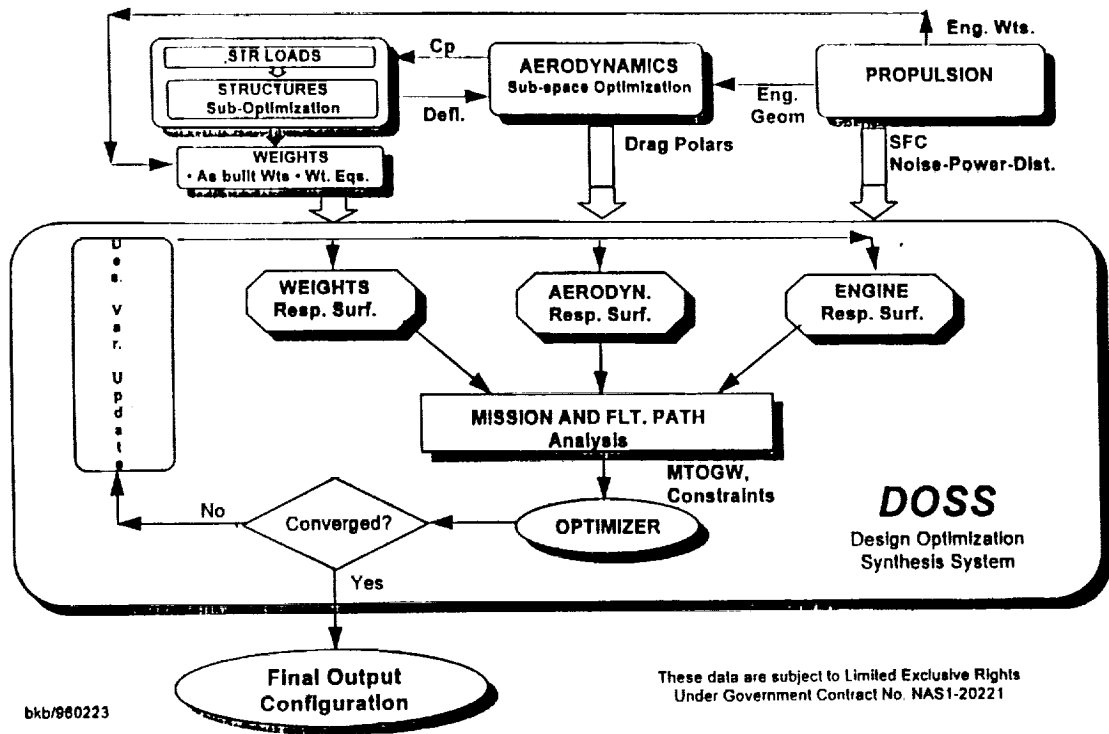 Eng. Wts.
STR LOADS
STRUCTURES
Sub-Optimization
Cp
Defl.
AERODYNAMICS
Sub-space Optimization
Eng.
Geom
PROPULSION
WEIGHTS
• As built Wts • Wt. Eqs.
Drag Polars
SFC
Noise-Power-Dist.
Des. Var. Update
WEIGHTS
Resp. Surf.
AERODYN.
Resp. Surf.
ENGINE
Resp. Surf.
MISSION AND FLT. PATH
Analysis
MTOGW,
Constraints
No
Converged?
OPTIMIZER
DOSS
Design Optimization
Synthesis System
Yes
Final Output
Configuration
These data are subject to Limited Exclusive Rights
Under Government Contract No. NAS1-20221
bkb/960223